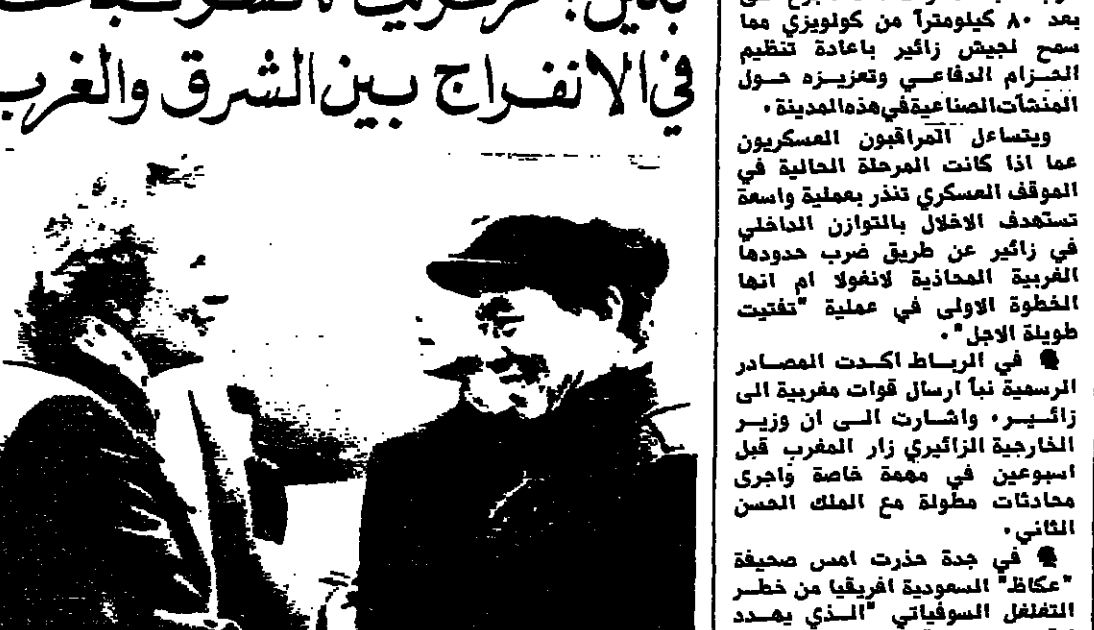 في الانفراج بين الشرق والغرب
بعد ٨٠ كيلومتراً من كولويزي مما
سمح لجيش زائير باعادة تنظيم
الحزام الدفاعي وتعزيزه حول
المنشآت الصناعية في هذه المدينة .
ويتساءل المراقبون العسكريون
عما اذا كانت المرحلة الحالية في
الموقف العسكري تنذر بعملية واسعة
تستهدف الاخلال بالتوازن الداخلي
في زائير عن طريق ضرب حدودها
الغربية المحاذية لانغولا ام انها
الخطوة الاولى في عملية "تفتيت
طويلة الاجل" .
● في الرباط اكدت المصادر
الرسمية نبأ ارسال قوات مغربية الى
زائير . واشارت الى ان وزير
الخارجية الزائيري زار المغرب قبل
اسبوعين في مهمة خاصة واجرى
محادثات مطولة مع الملك الحسن
الثاني .
● في جدة حذرت امس صحيفة
"عكاظ" السعودية افريقيا من خطر
التغلغل السوفياتي "الذي يهدد